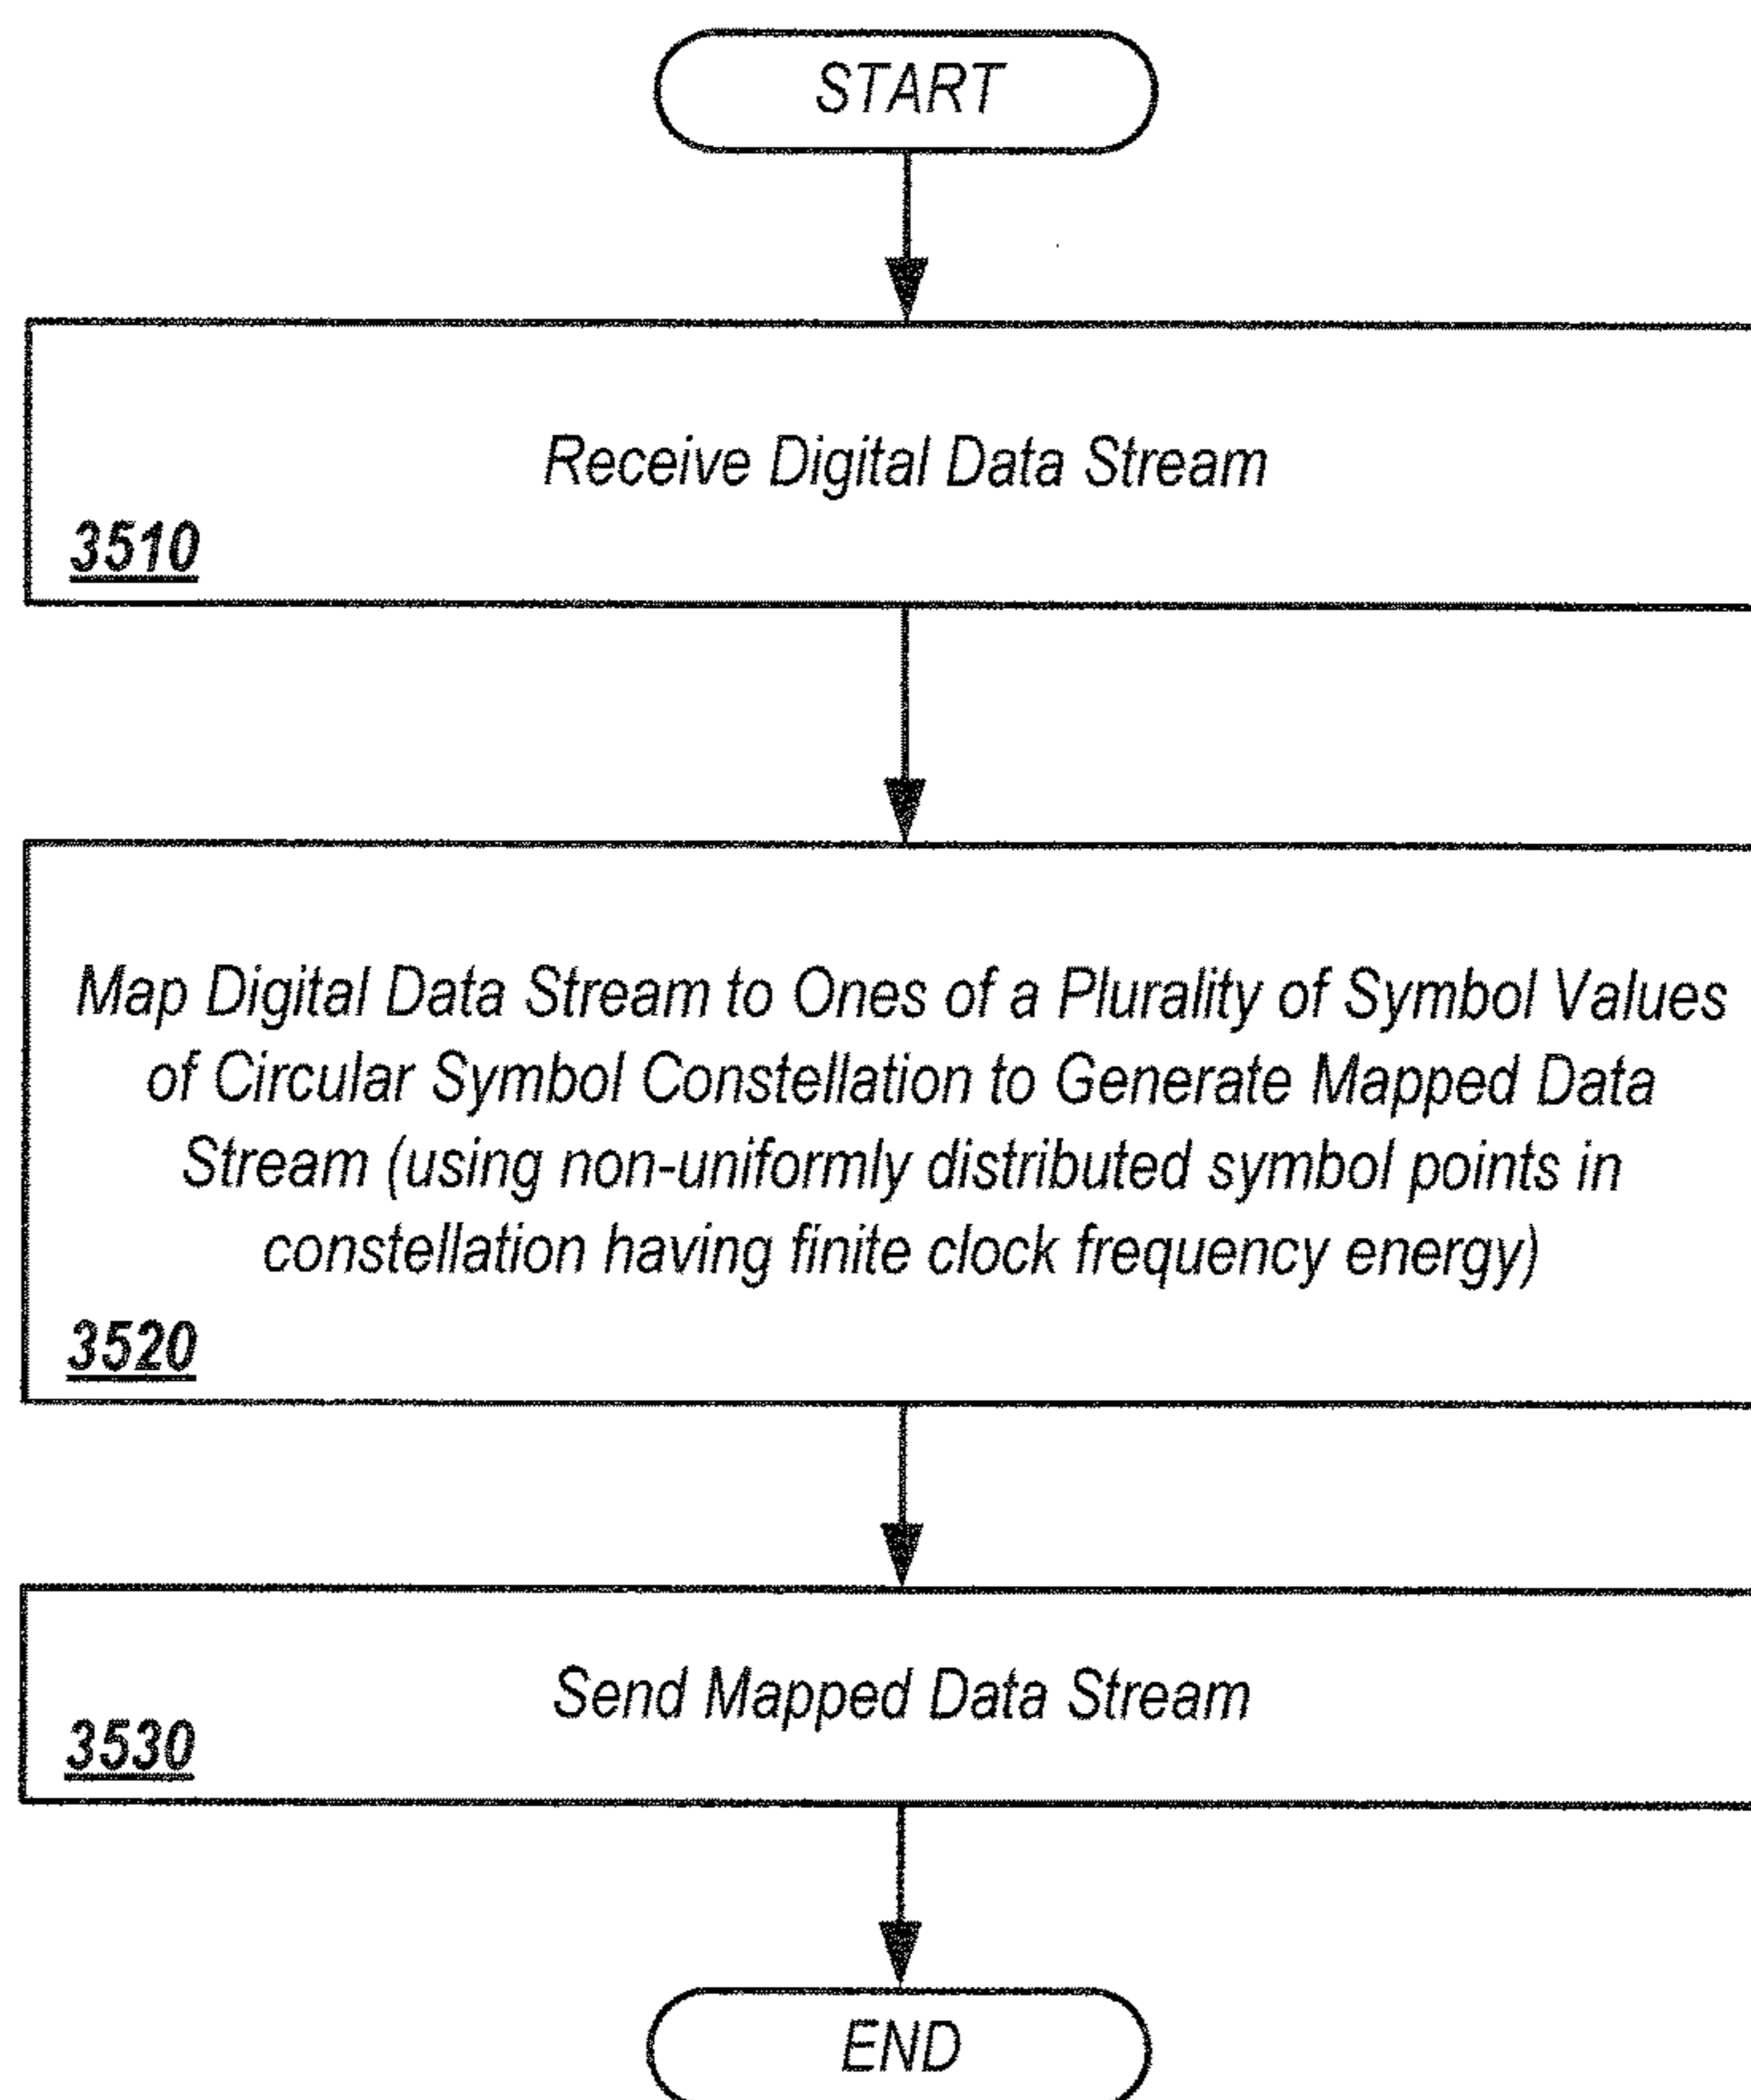 START
Receive Digital Data Stream
3510
Map Digital Data Stream to Ones of a Plurality of Symbol Values
of Circular Symbol Constellation to Generate Mapped Data
Stream (using non-uniformly distributed symbol points in
constellation having finite clock frequency energy)
3520
Send Mapped Data Stream
3530
END